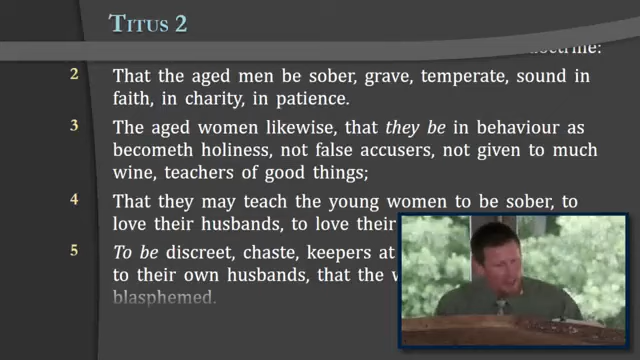 TITUS 2
doctrine:
2 That the aged men be sober, grave, temperate, sound in
faith, in charity, in patience.
3 The aged women likewise, that they be in behaviour as
becometh holiness, not false accusers, not given to much
wine, teachers of good things;
4 That they may teach the young women to be sober, to
love their husbands, to love their
5 To be discreet, chaste, keepers at
to their own husbands, that the
blasphemed.